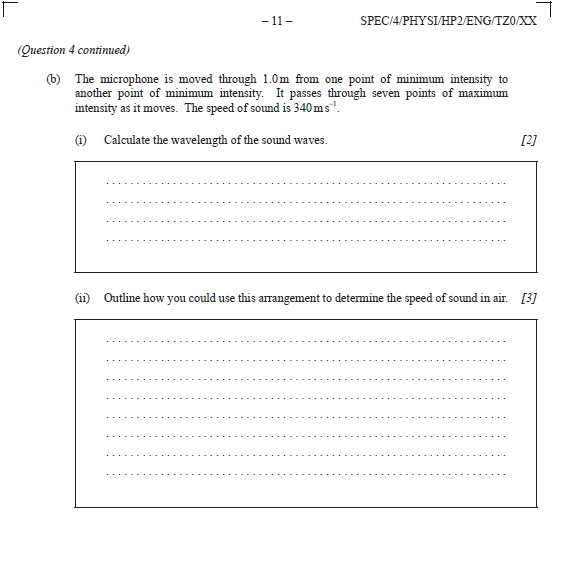 – 11 –
SPEC/4/PHYSI/HP2/ENG/TZ0/XX
(Question 4 continued)
(b) The microphone is moved through 1.0 m from one point of minimum intensity to
another point of minimum intensity. It passes through seven points of maximum
intensity as it moves. The speed of sound is 340 m s⁻¹.
(i) Calculate the wavelength of the sound waves. [2]
(ii) Outline how you could use this arrangement to determine the speed of sound in air. [3]